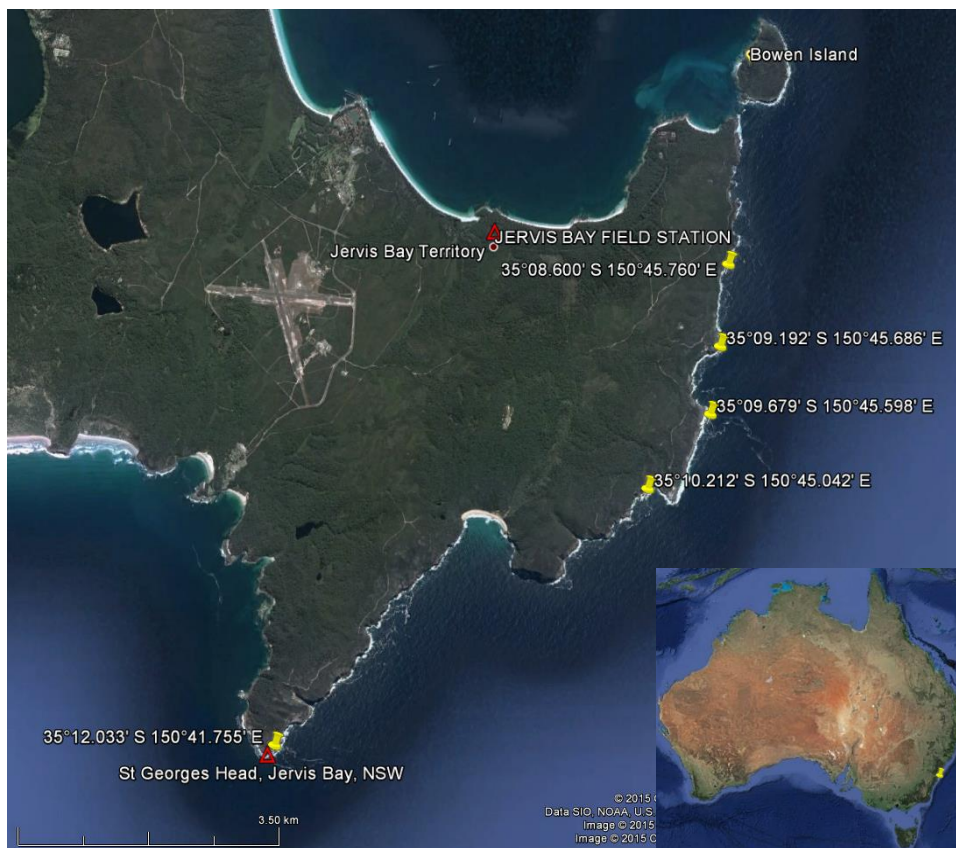 Bowen Island
JERVIS BAY FIELD STATION
Jervis Bay Territory
35°08.600' S 150°45.760' E
35°09.192' S 150°45.686' E
35°09.679' S 150°45.598' E
35°10.212' S 150°45.042' E
35°12.033' S 150°41.755' E
St Georges Head, Jervis Bay, NSW
3.50 km
© 2015
Data SIO, NOAA, U.S
Image © 2015
Image © 2015